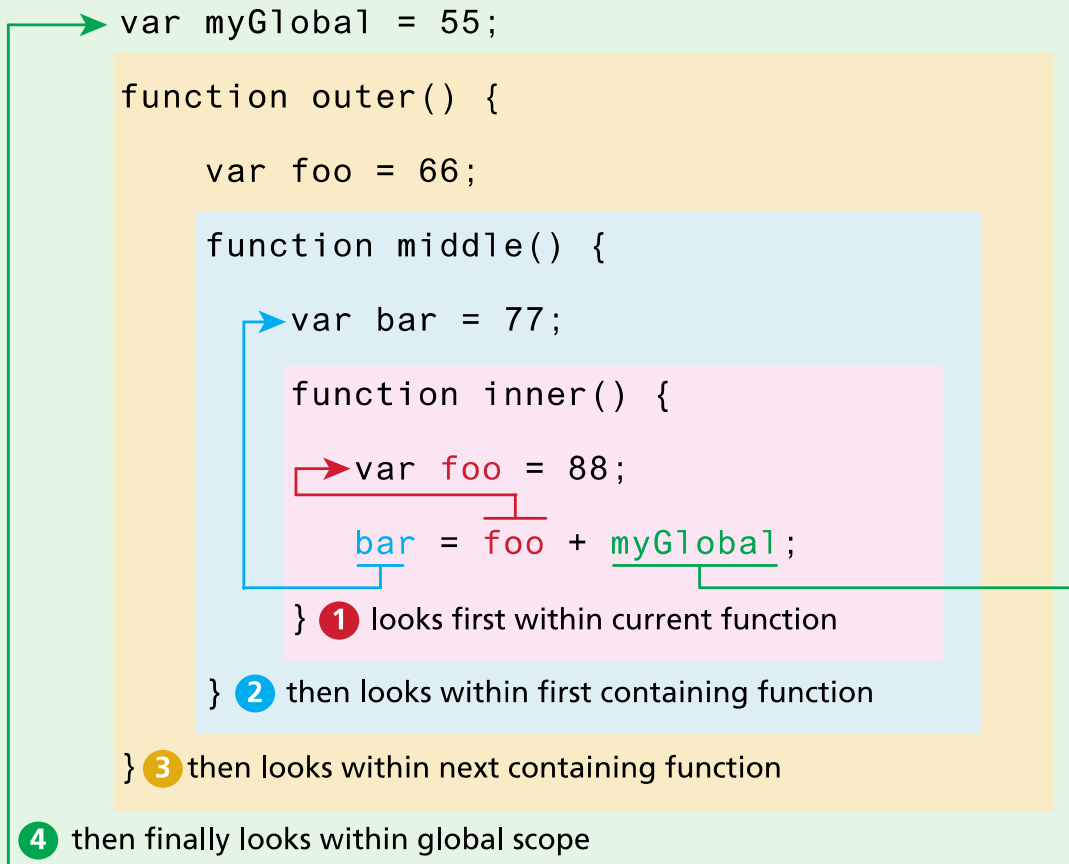 var myGlobal = 55;
function outer() {
var foo = 66;
function middle() {
var bar = 77;
function inner() {
var foo = 88;
bar = foo + myGlobal;
} 1 looks first within current function
} 2 then looks within first containing function
} 3 then looks within next containing function
4 then finally looks within global scope